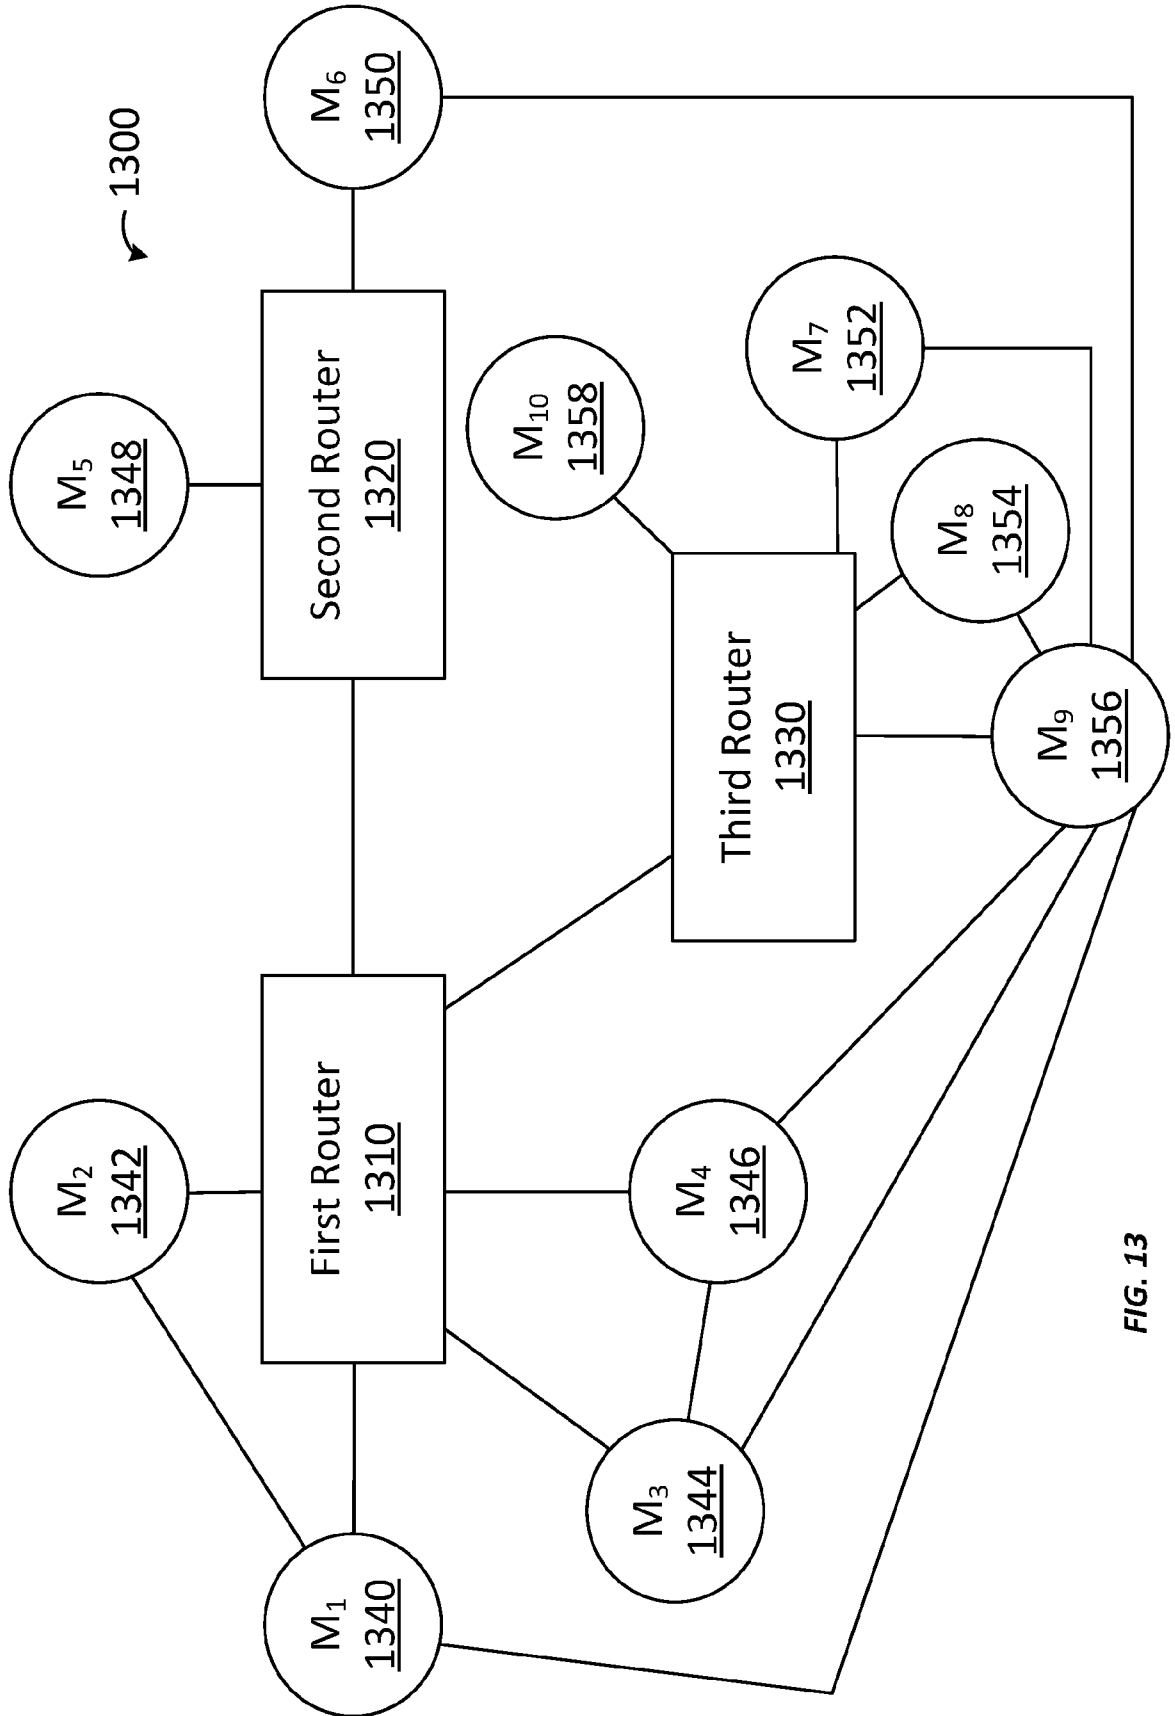 1300
M₂
1342
M₅
1348
M₁
1340
First Router
1310
Second Router
1320
M₆
1350
M₃
1344
M₄
1346
Third Router
1330
M₁₀
1358
M₇
1352
M₈
1354
M₉
1356
FIG. 13